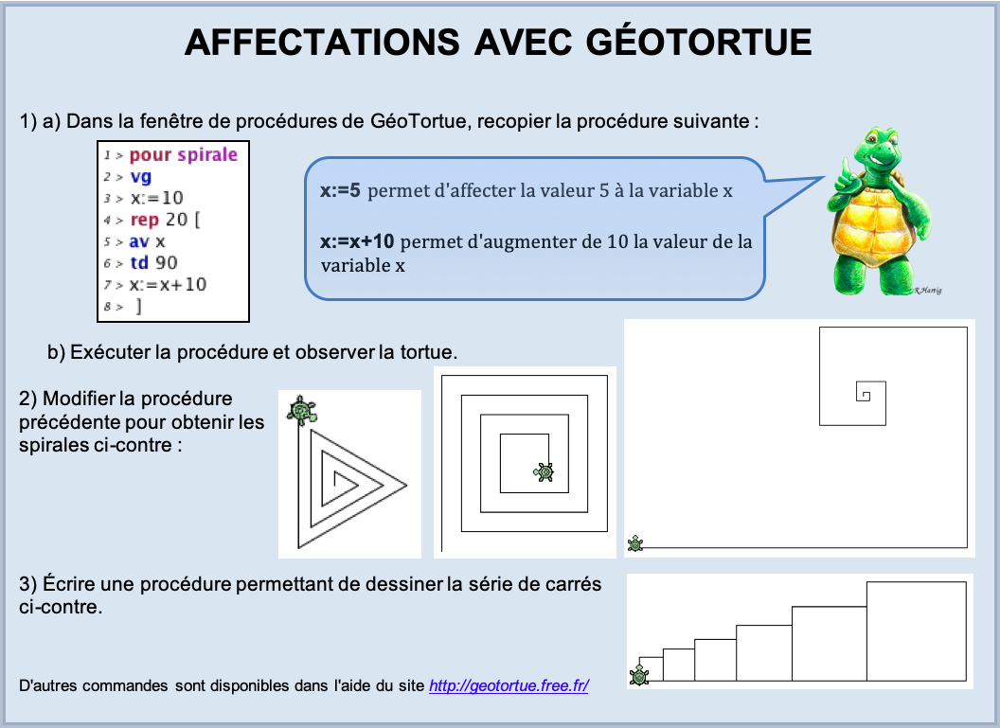 AFFECTATIONS AVEC GÉOTORTUE
1) a) Dans la fenêtre de procédures de GéoTortue, recopier la procédure suivante :
1 > pour spirale
2 > vg
3 > x:=10
4 > rep 20 [
5 > av x
6 > td 90
7 > x:=x+10
8 > ]
x:=5 permet d'affecter la valeur 5 à la variable x
x:=x+10 permet d'augmenter de 10 la valeur de la
variable x
R.Hartig
b) Exécuter la procédure et observer la tortue.
2) Modifier la procédure
précédente pour obtenir les
spirales ci-contre :
3) Écrire une procédure permettant de dessiner la série de carrés
ci-contre.
D'autres commandes sont disponibles dans l'aide du site http://geotortue.free.fr/